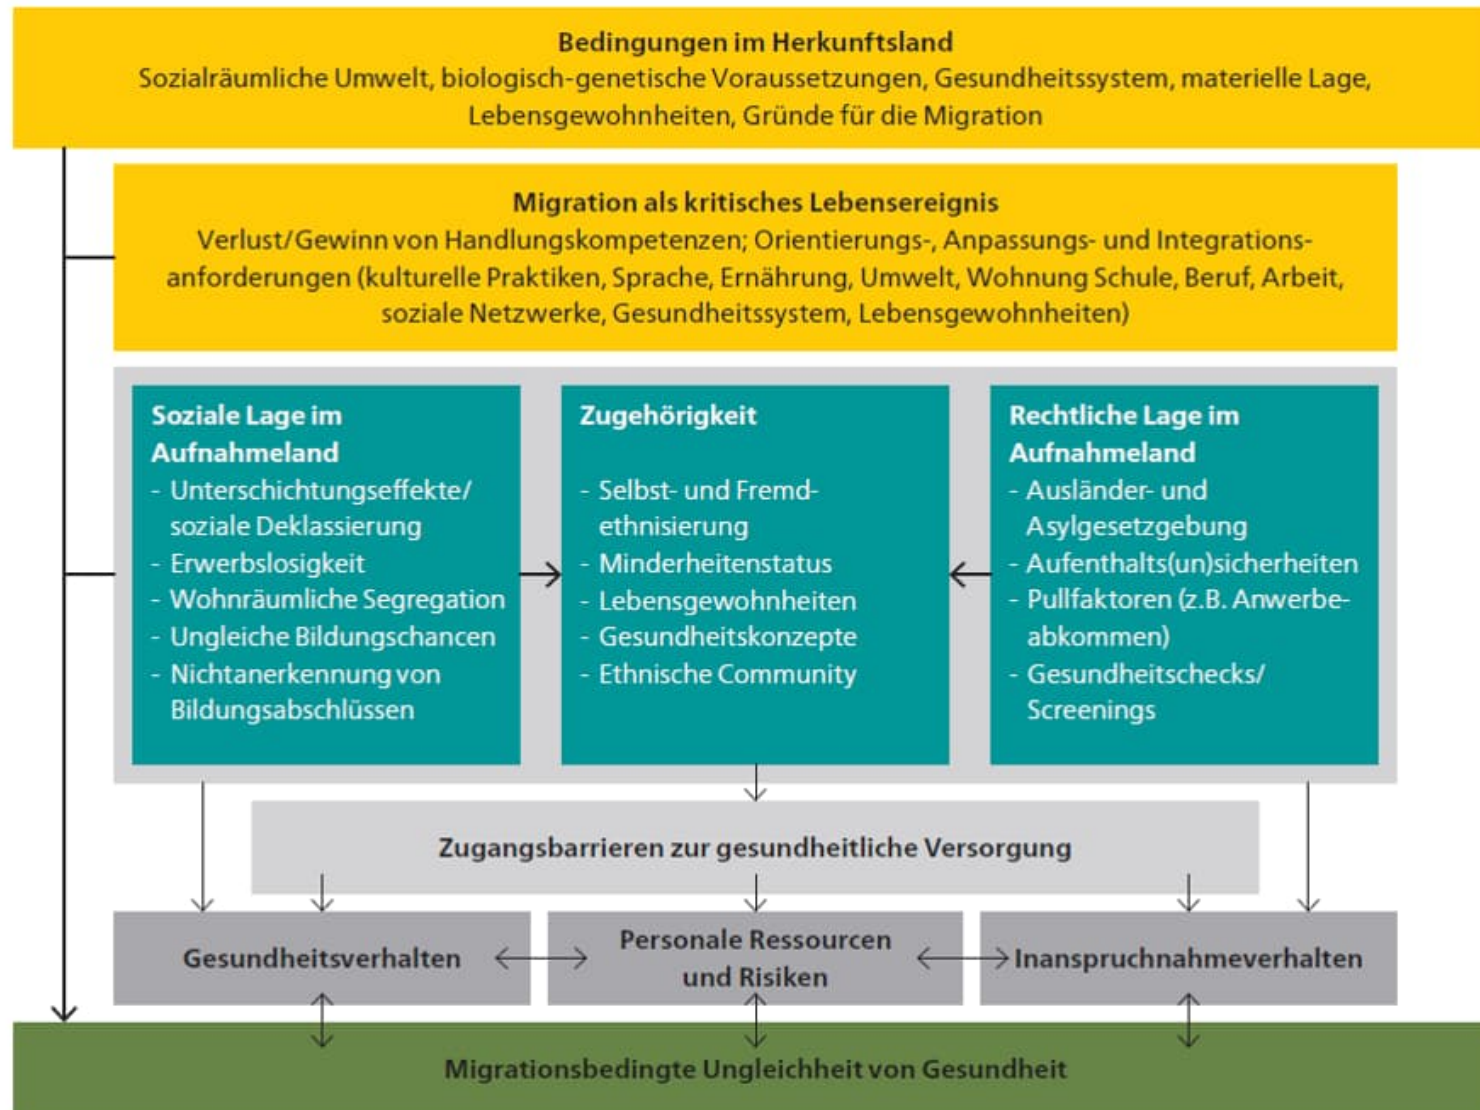 Bedingungen im Herkunftsland
Sozialräumliche Umwelt, biologisch-genetische Voraussetzungen, Gesundheitssystem, materielle Lage,
Lebensgewohnheiten, Gründe für die Migration
Migration als kritisches Lebensereignis
Verlust/Gewinn von Handlungskompetenzen; Orientierungs-, Anpassungs- und Integrations-
anforderungen (kulturelle Praktiken, Sprache, Ernährung, Umwelt, Wohnung Schule, Beruf, Arbeit,
soziale Netzwerke, Gesundheitssystem, Lebensgewohnheiten)
Soziale Lage im
Aufnahmeland
- Unterschichtungseffekte/
soziale Deklassierung
- Erwerbslosigkeit
- Wohnräumliche Segregation
- Ungleiche Bildungschancen
- Nichtanerkennung von
Bildungsabschlüssen
Zugehörigkeit
- Selbst- und Fremd-
ethnisierung
- Minderheitenstatus
- Lebensgewohnheiten
- Gesundheitskonzepte
- Ethnische Community
Rechtliche Lage im
Aufnahmeland
- Ausländer- und
Asylgesetzgebung
- Aufenthalts(un)sicherheiten
- Pullfaktoren (z.B. Anwerbe-
abkommen)
- Gesundheitschecks/
Screenings
Zugangsbarrieren zur gesundheitliche Versorgung
Gesundheitsverhalten
Personale Ressourcen
und Risiken
Inanspruchnahmeverhalten
Migrationsbedingte Ungleichheit von Gesundheit